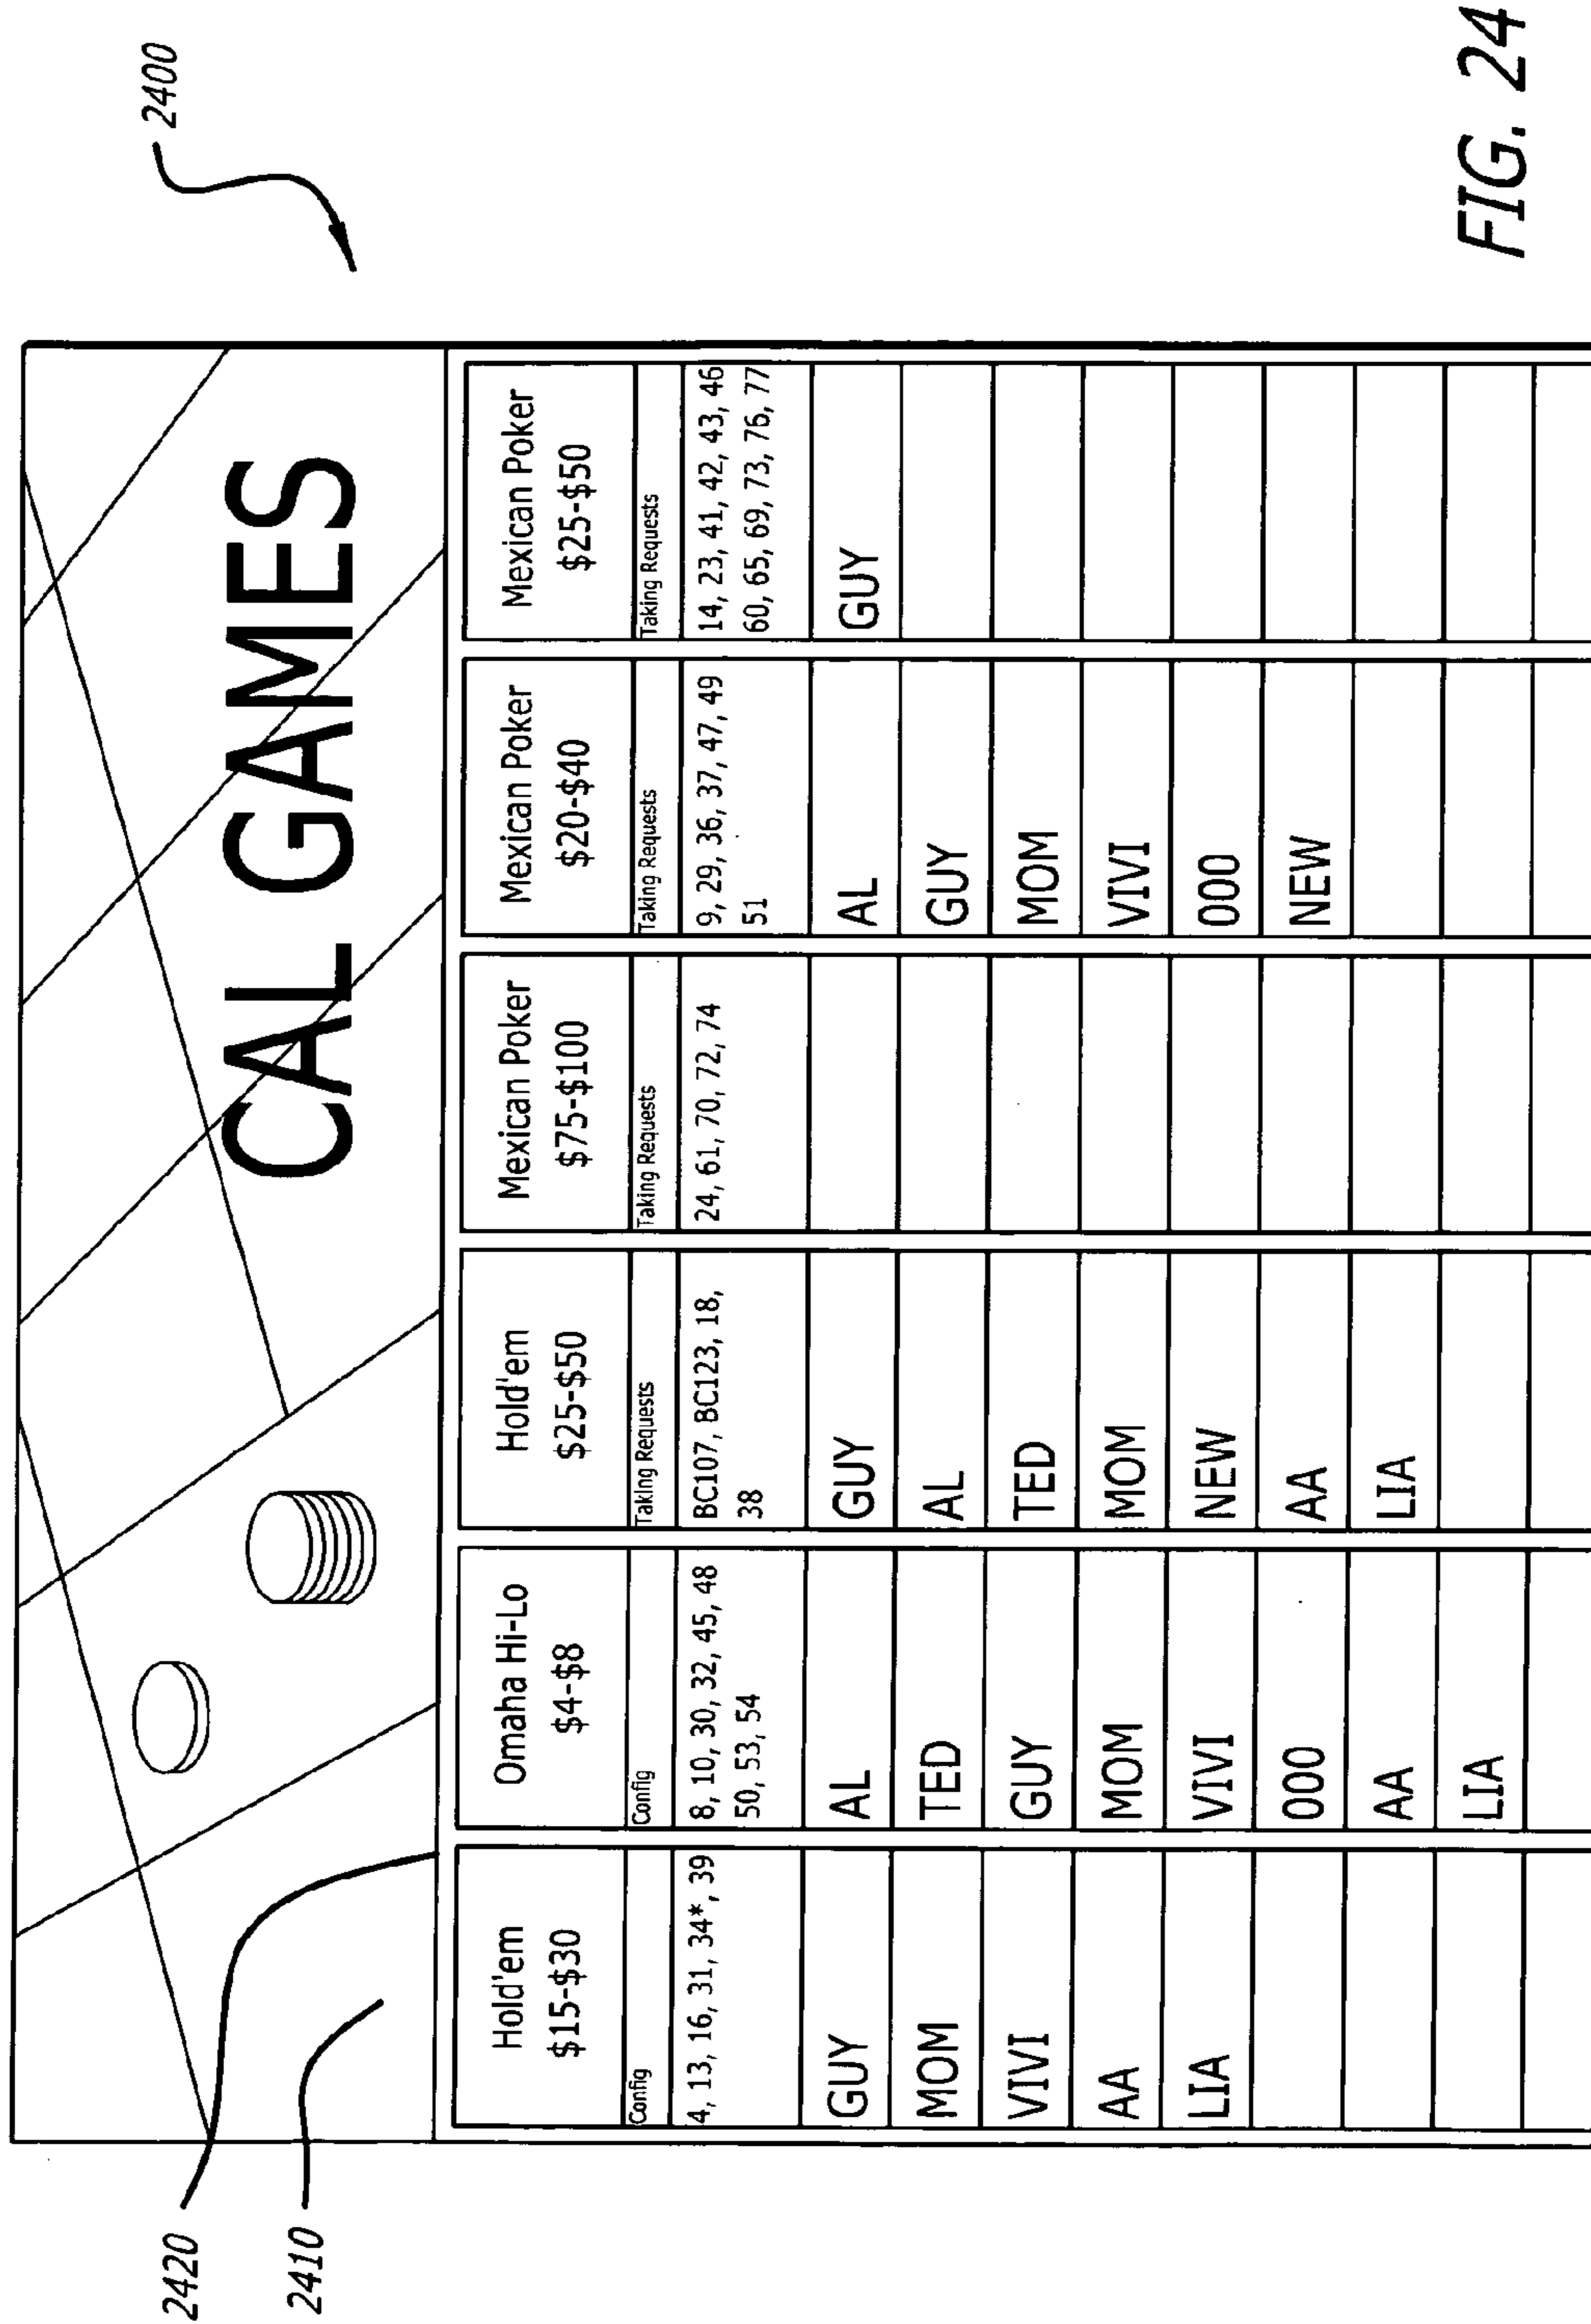 2400
2420
2410
CAL GAMES
Hold'em
$15-$30
Config
4, 13, 16, 31, 34*, 39
GUY
MOM
VIVI
AA
LIA
Omaha Hi-Lo
$4-$8
Config
8, 10, 30, 32, 45, 48
50, 53, 54
AL
TED
GUY
MOM
VIVI
000
AA
LIA
Hold'em
$25-$50
Taking Requests
BC107, BC123, 18,
38
GUY
AL
TED
MOM
NEW
AA
LIA
Mexican Poker
$75-$100
Taking Requests
24, 61, 70, 72, 74
Mexican Poker
$20-$40
Taking Requests
9, 29, 36, 37, 47, 49
51
AL
GUY
MOM
VIVI
000
NEW
Mexican Poker
$25-$50
Taking Requests
14, 23, 41, 42, 43, 46
60, 65, 69, 73, 76, 77
GUY
FIG. 24